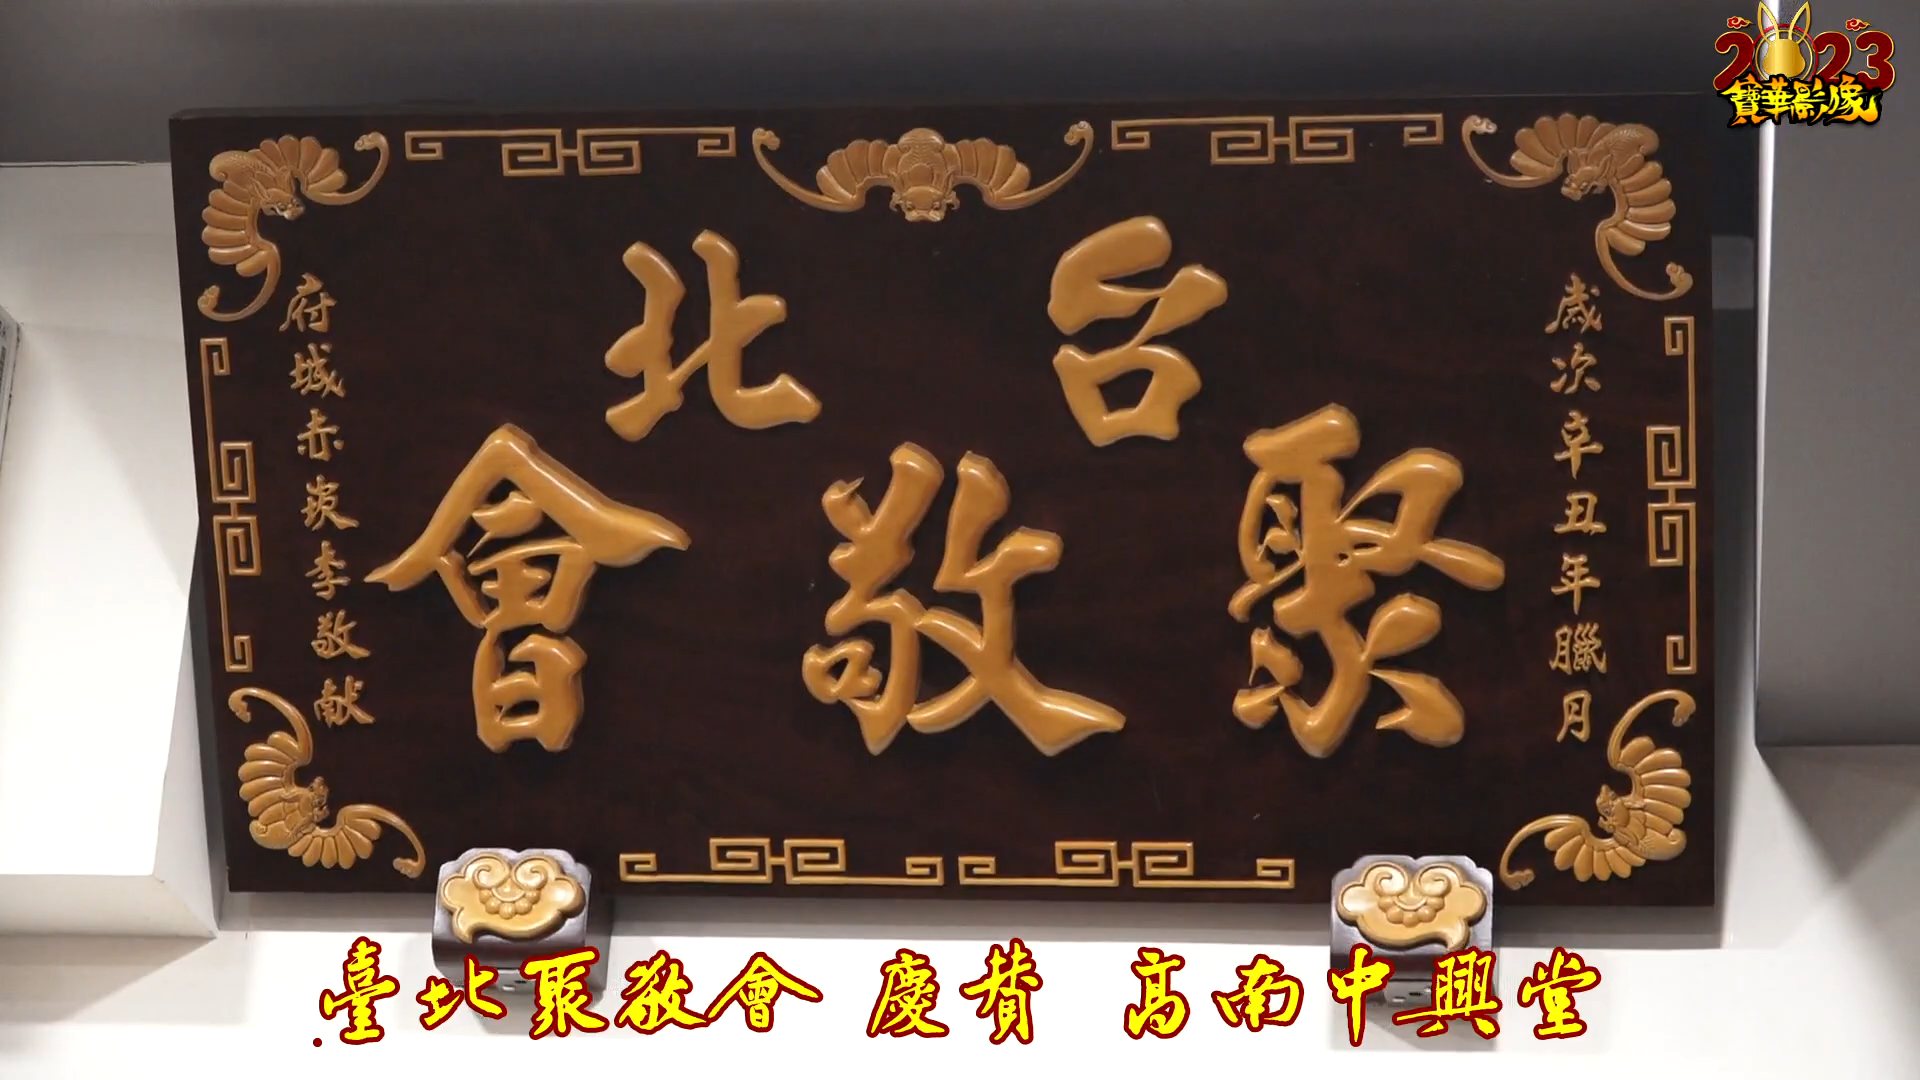 2023
寶華影像
台北
聚敬會
歲次辛丑年臘月
府城赤崁李敬献
臺北聚敬會 慶賛 高南中興堂